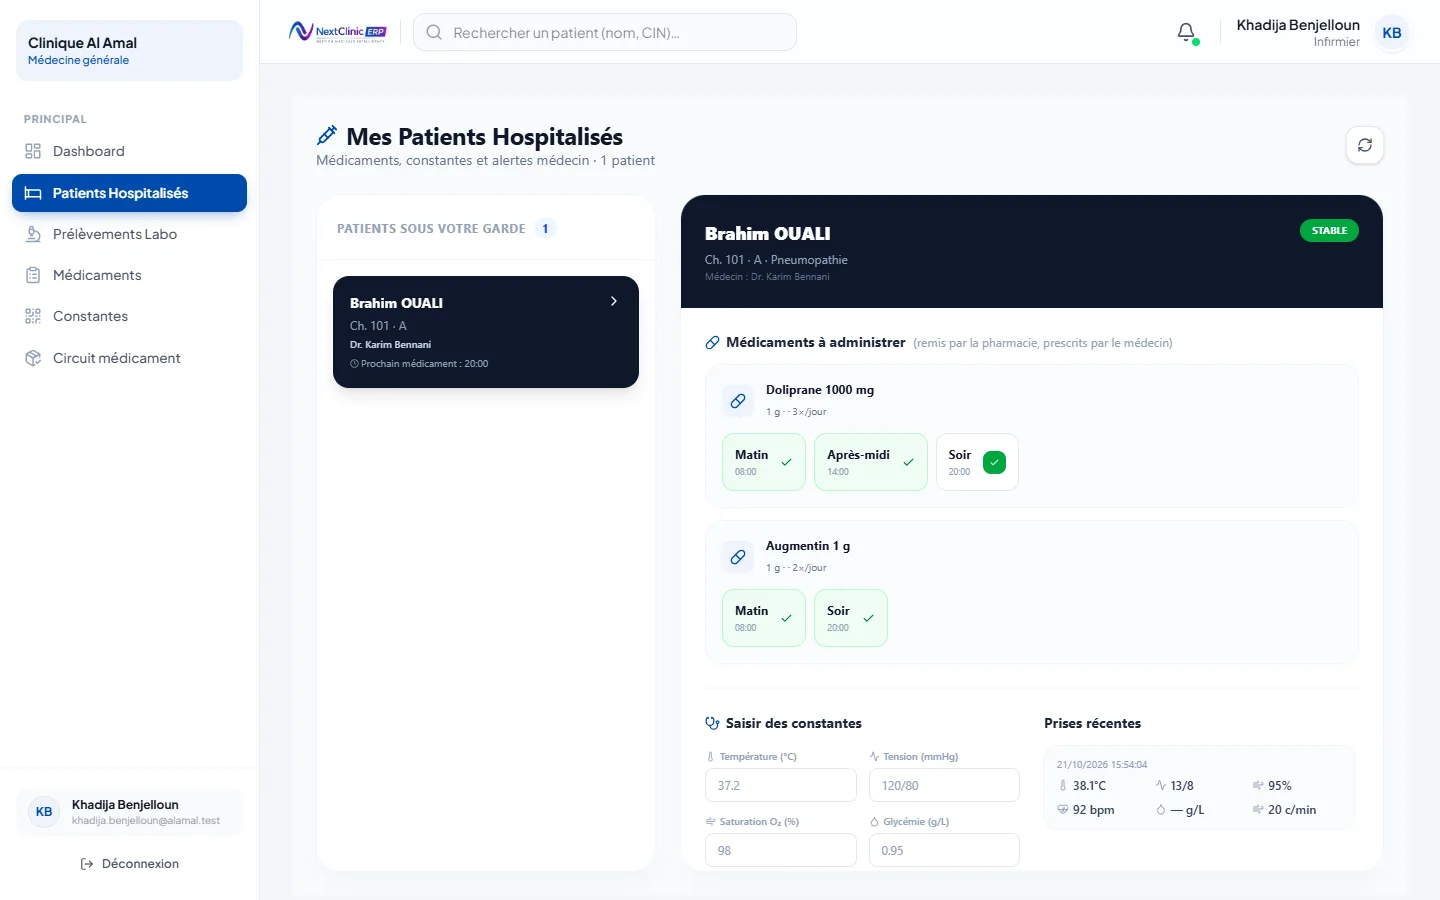 Clinique Al Amal
Médecine générale
PRINCIPAL
Dashboard
Patients Hospitalisés
Prélèvements Labo
Médicaments
Constantes
Circuit médicament
KB
Khadija Benjelloun
khadija.benjelloun@alamal.test
Déconnexion
NextClinic ERP
Rechercher un patient (nom, CIN)...
Khadija Benjelloun
Infirmier
KB
Mes Patients Hospitalisés
Médicaments, constantes et alertes médecin · 1 patient
PATIENTS SOUS VOTRE GARDE 1
Brahim OUALI
Ch. 101 · A
Dr. Karim Bennani
Prochain médicament : 20:00
Brahim OUALI
STABLE
Ch. 101 · A · Pneumopathie
Médecin : Dr. Karim Bennani
Médicaments à administrer (remis par la pharmacie, prescrits par le médecin)
Doliprane 1000 mg
1 g · · 3×/jour
Matin
08:00
Après-midi
14:00
Soir
20:00
Augmentin 1 g
1 g · · 2×/jour
Matin
08:00
Soir
20:00
Saisir des constantes
Température (°C)
37.2
Tension (mmHg)
120/80
Saturation O₂ (%)
98
Glycémie (g/L)
0.95
Prises récentes
21/10/2026 15:54:04
38.1°C 13/8 95%
92 bpm — g/L 20 c/min